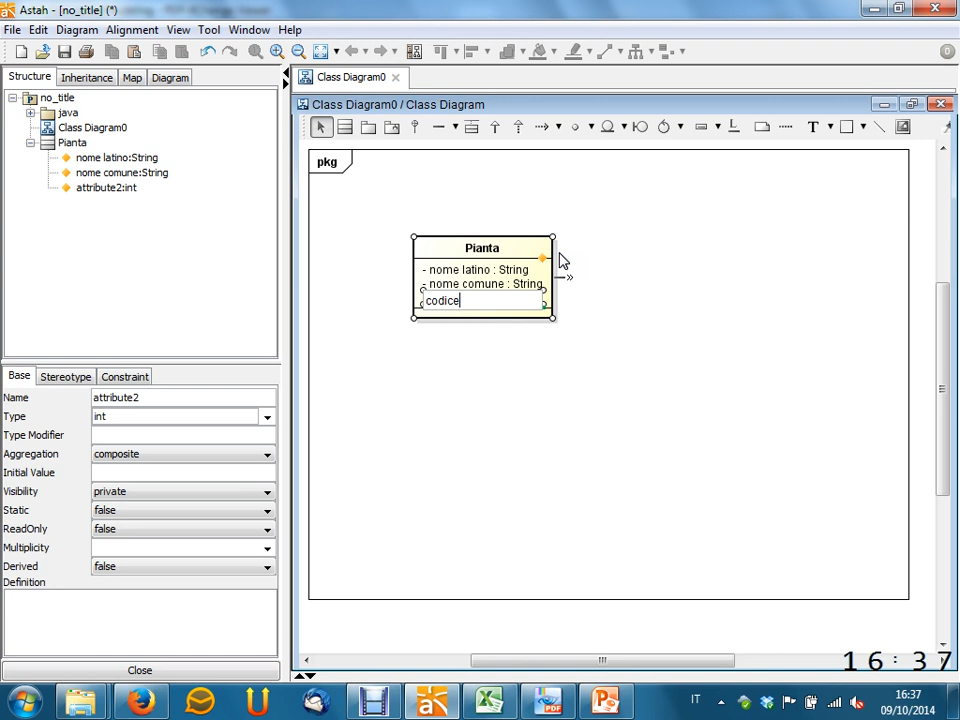 Astah - [no_title] (*)
File Edit Diagram Alignment View Tool Window Help
0
Structure Inheritance Map Diagram
no_title
java
Class Diagram0
Pianta
nome latino:String
nome comune:String
attribute2:int
Base Stereotype Constraint
Name attribute2
Type int
Type Modifier
Aggregation composite
Initial Value
Visibility private
Static false
ReadOnly false
Multiplicity
Derived false
Definition
Close
Class Diagram0
Class Diagram0 / Class Diagram
T
pkg
Pianta
- nome latino : String
- nome comune : String
codice
16:37
IT
16:37
09/10/2014